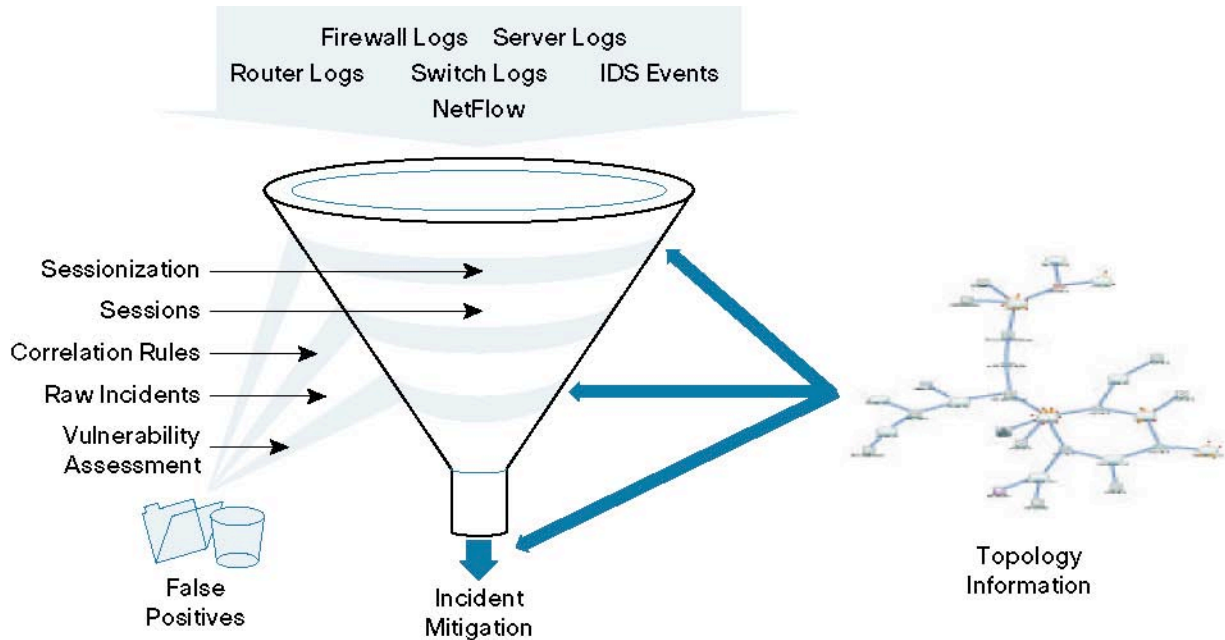 Firewall Logs Server Logs
Router Logs Switch Logs IDS Events
NetFlow
Sessionization
Sessions
Correlation Rules
Raw Incidents
Vulnerability
Assessment
False
Positives
Incident
Mitigation
Topology
Information